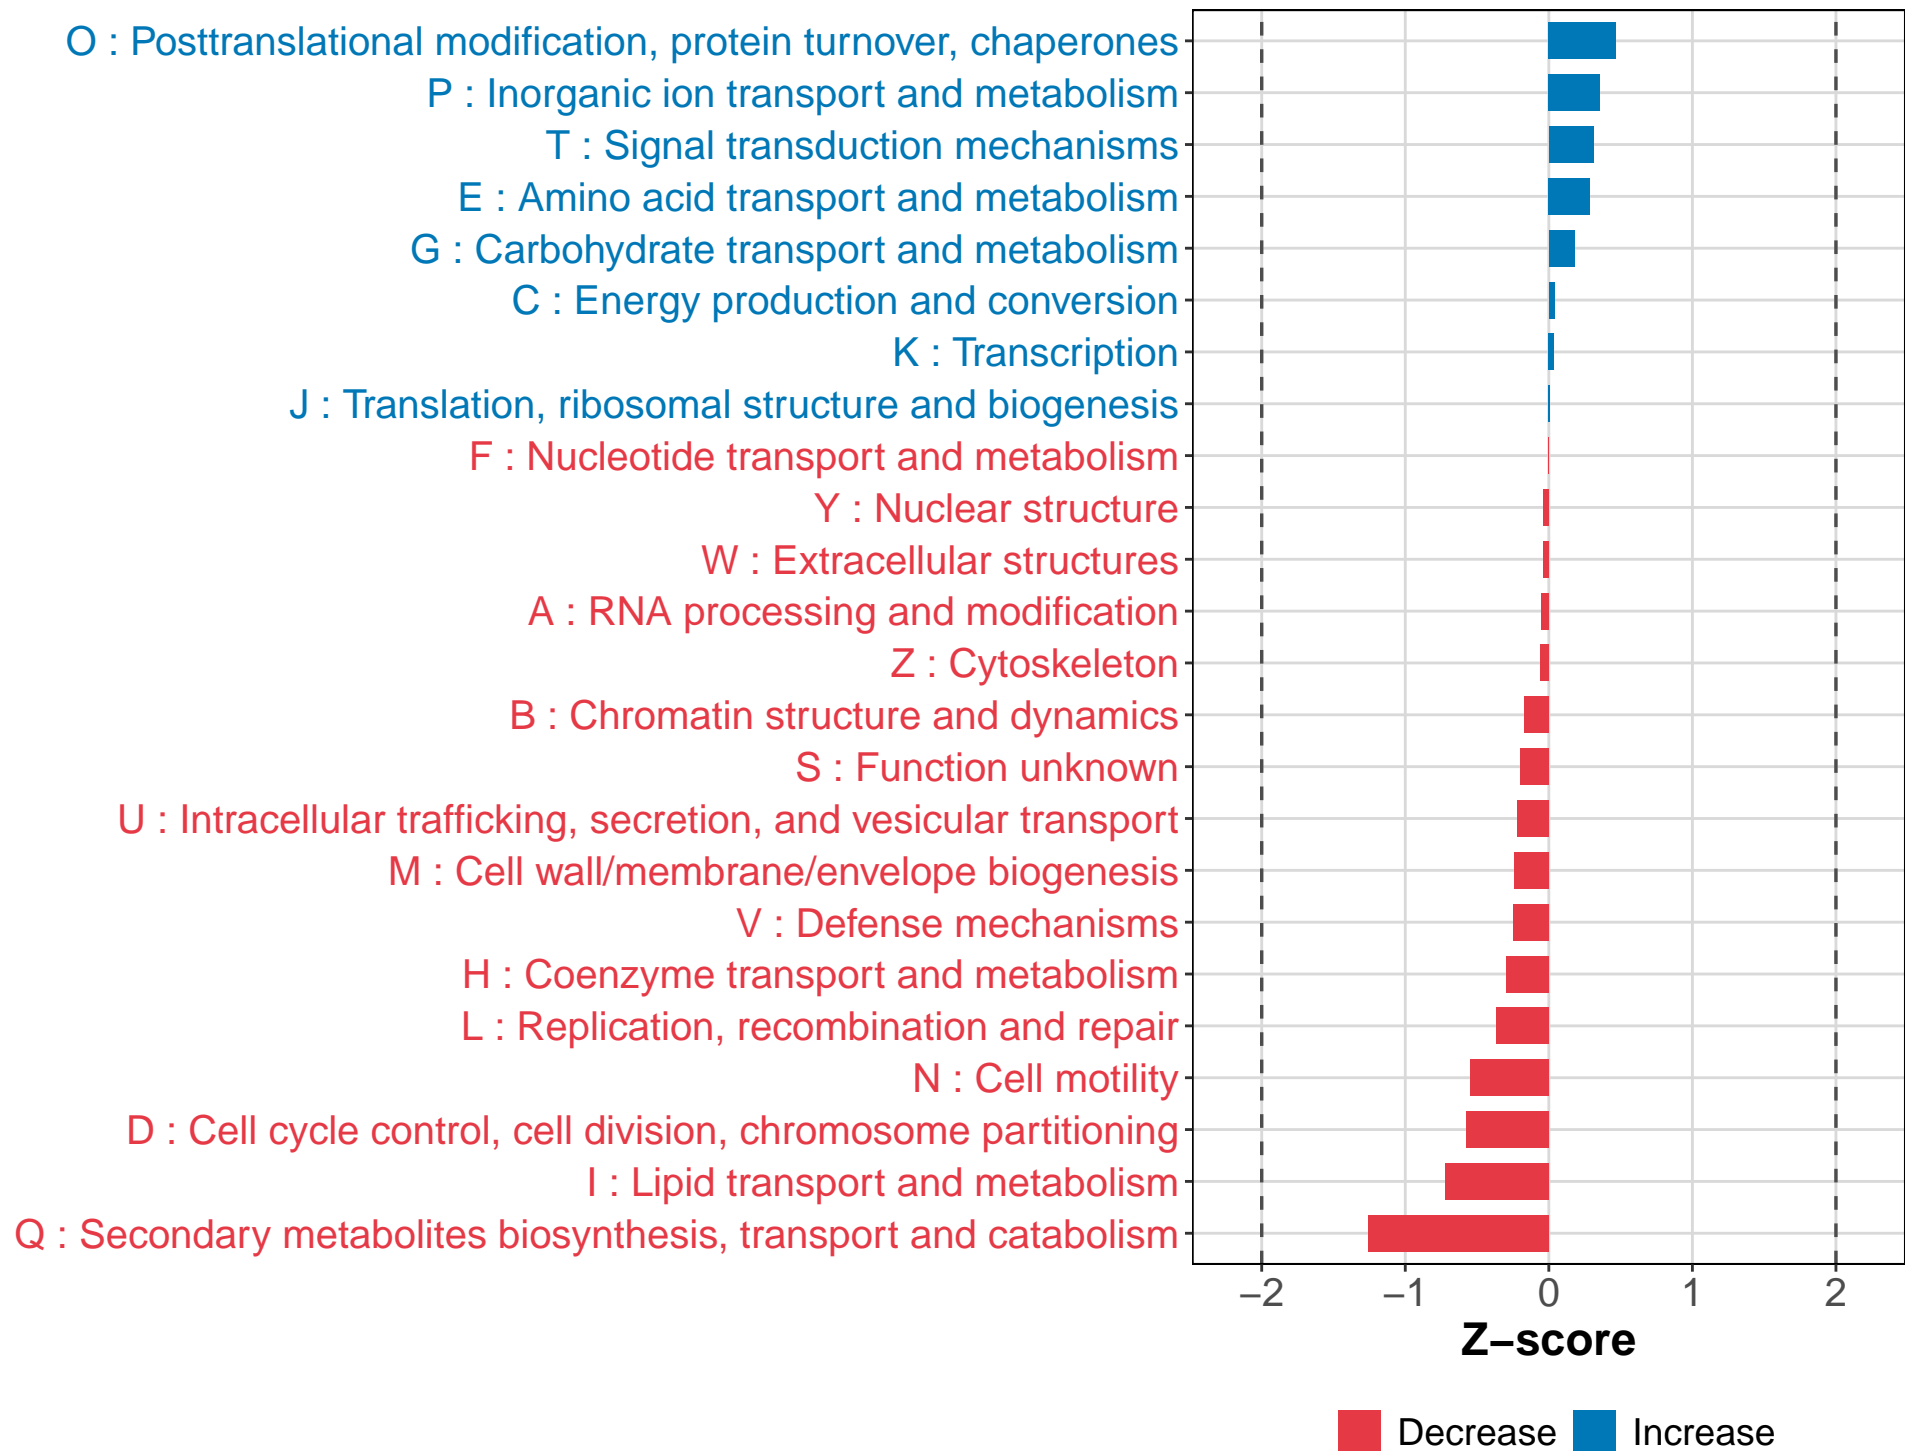 O : Posttranslational modification, protein turnover, chaperones
P : Inorganic ion transport and metabolism
T : Signal transduction mechanisms
E : Amino acid transport and metabolism
G : Carbohydrate transport and metabolism
C : Energy production and conversion
K : Transcription
J : Translation, ribosomal structure and biogenesis
F : Nucleotide transport and metabolism
Y : Nuclear structure
W : Extracellular structures
A : RNA processing and modification
Z : Cytoskeleton
B : Chromatin structure and dynamics
S : Function unknown
U : Intracellular trafficking, secretion, and vesicular transport
M : Cell wall/membrane/envelope biogenesis
V : Defense mechanisms
H : Coenzyme transport and metabolism
L : Replication, recombination and repair
N : Cell motility
D : Cell cycle control, cell division, chromosome partitioning
I : Lipid transport and metabolism
Q : Secondary metabolites biosynthesis, transport and catabolism
−2 −1 0 1 2
Z−score
Decrease Increase